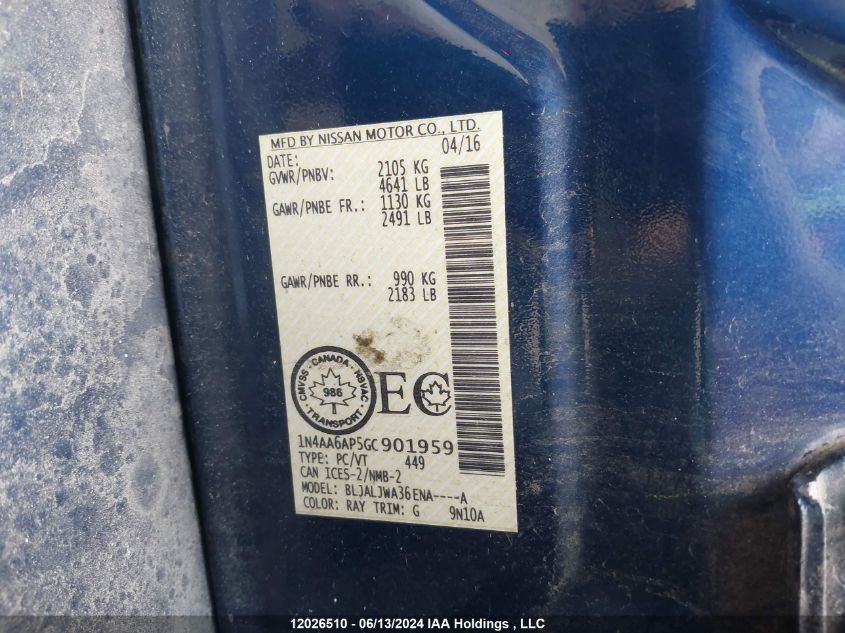 MFD BY NISSAN MOTOR CO., LTD.
DATE: 04/16
GVWR/PNBV: 2105 KG
4641 LB
GAWR/PNBE FR.: 1130 KG
2491 LB
GAWR/PNBE RR.: 990 KG
2183 LB
CMVSS - CANADA - NSVAC
986
TRANSPORT
EC
1N4AA6AP5GC901959
TYPE: PC/VT 449
CAN ICES-2/NMB-2
MODEL: BLJALJWA36ENA----A
COLOR: RAY TRIM: G 9N10A
12026510 - 06/13/2024 IAA Holdings , LLC